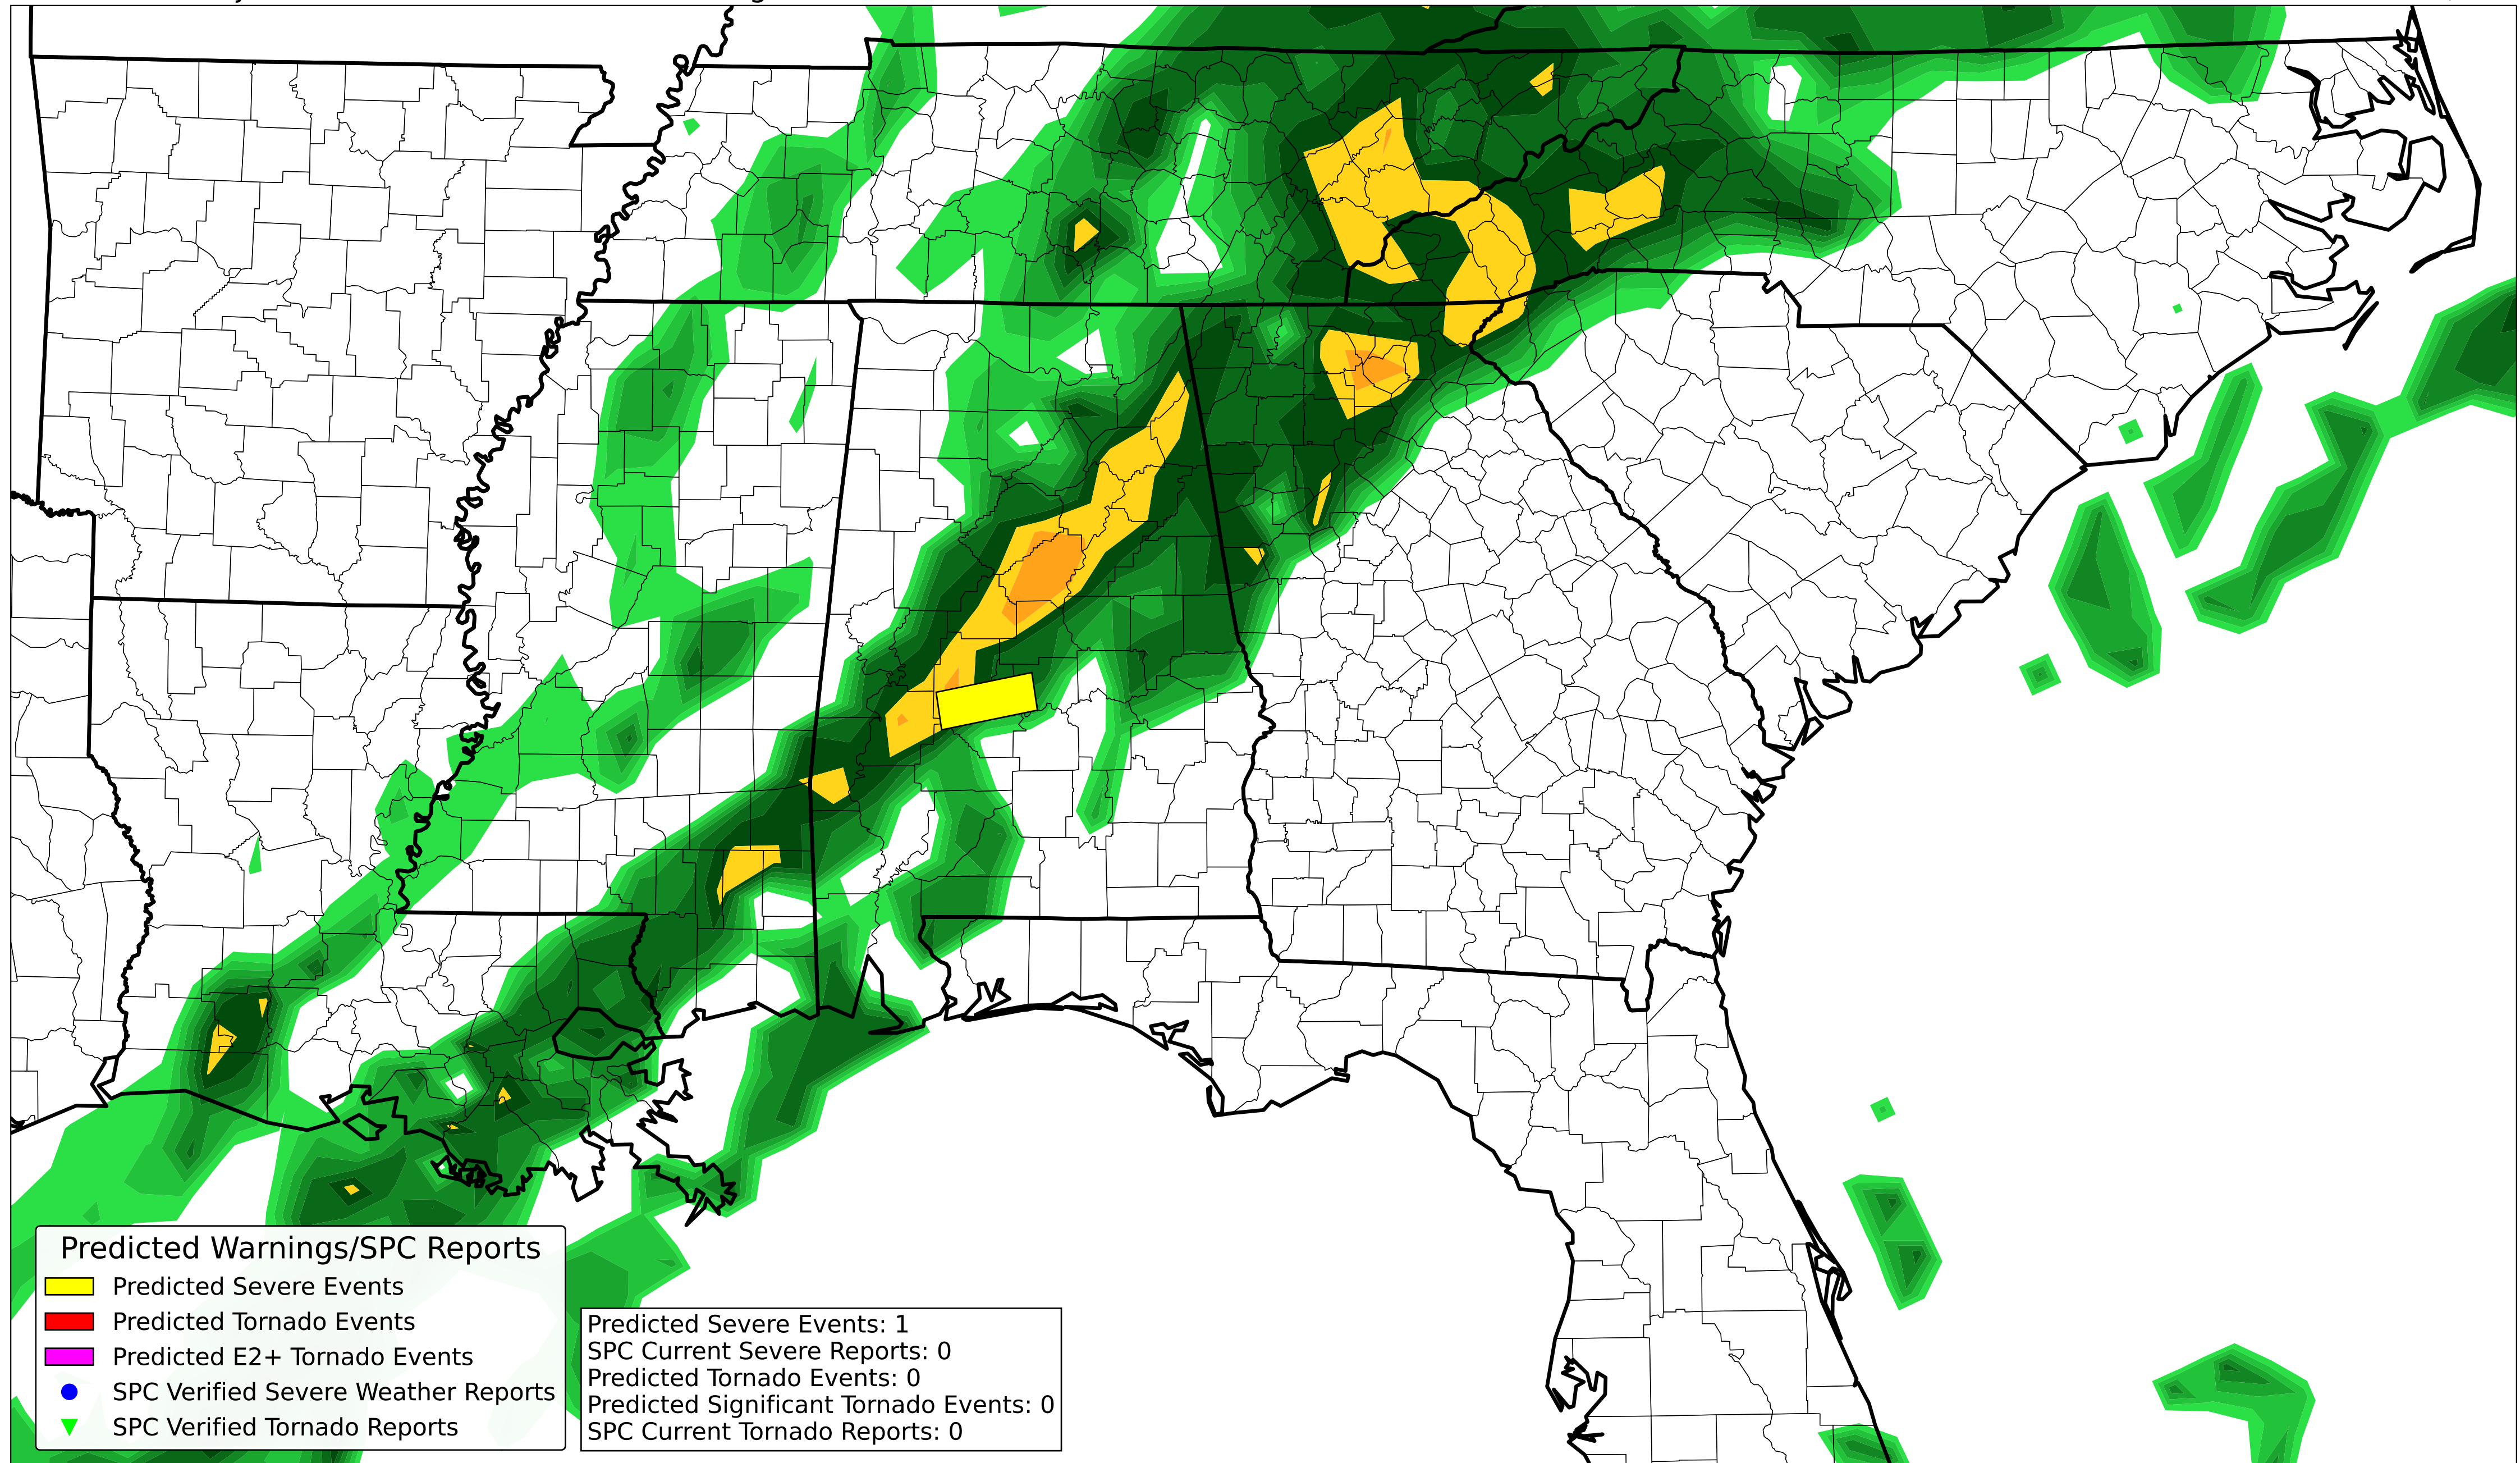 Predicted Warnings/SPC Reports
Predicted Severe Events
Predicted Tornado Events
Predicted E2+ Tornado Events
SPC Verified Severe Weather Reports
SPC Verified Tornado Reports
Predicted Severe Events: 1
SPC Current Severe Reports: 0
Predicted Tornado Events: 0
Predicted Significant Tornado Events: 0
SPC Current Tornado Reports: 0